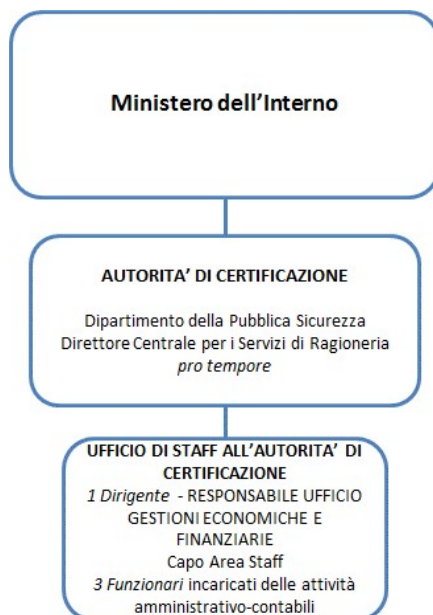 Ministero dell'Interno
AUTORITA' DI CERTIFICAZIONE
Dipartimento della Pubblica Sicurezza
Direttore Centrale per i Servizi di Ragioneria
pro tempore
UFFICIO DI STAFF ALL'AUTORITA' DI
CERTIFICAZIONE
1 Dirigente - RESPONSABILE UFFICIO
GESTIONI ECONOMICHE E
FINANZIARIE
Capo Area Staff
3 Funzionari incaricati delle attività
amministrativo-contabili